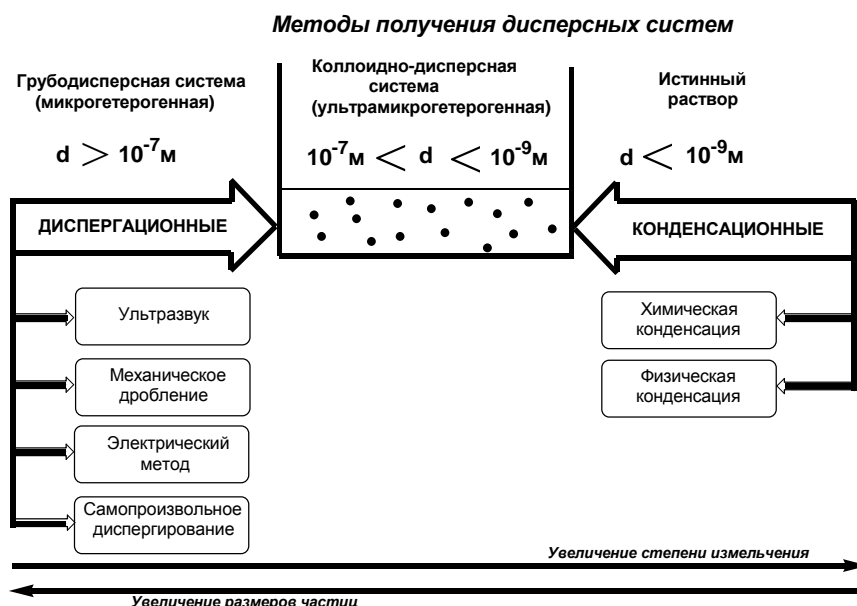 Методы получения дисперсных систем
Грубодисперсная система
(микрогетерогенная)
d > 10⁻⁷м
Коллоидно-дисперсная
система
(ультрамикрогетерогенная)
10⁻⁷м < d < 10⁻⁹м
Истинный
раствор
d < 10⁻⁹м
ДИСПЕРГАЦИОННЫЕ
КОНДЕНСАЦИОННЫЕ
Ультразвук
Механическое
дробление
Электрический
метод
Самопроизвольное
диспергирование
Химическая
конденсация
Физическая
конденсация
Увеличение степени измельчения
Увеличение размеров частиц